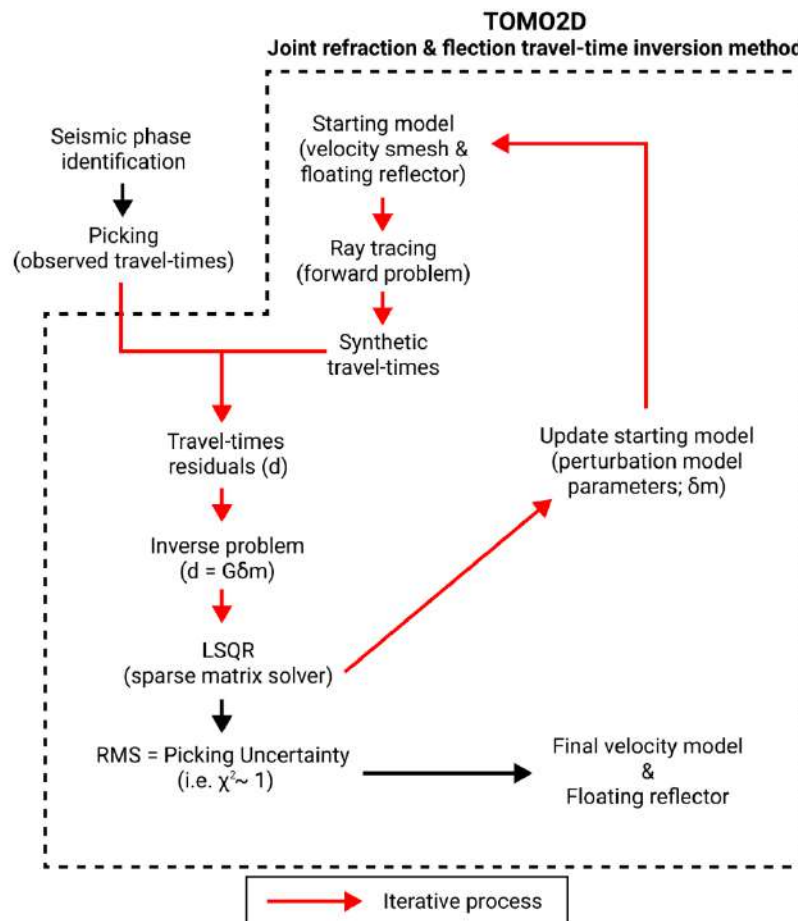 TOMO2D
Joint refraction & flection travel-time inversion method
Seismic phase
identification
Picking
(observed travel-times)
Starting model
(velocity smesh &
floating reflector)
Ray tracing
(forward problem)
Synthetic
travel-times
Travel-times
residuals (d)
Inverse problem
(d = Gδm)
LSQR
(sparse matrix solver)
Update starting model
(perturbation model
parameters; δm)
RMS = Picking Uncertainty
(i.e. χ²~ 1)
Final velocity model
&
Floating reflector
Iterative process